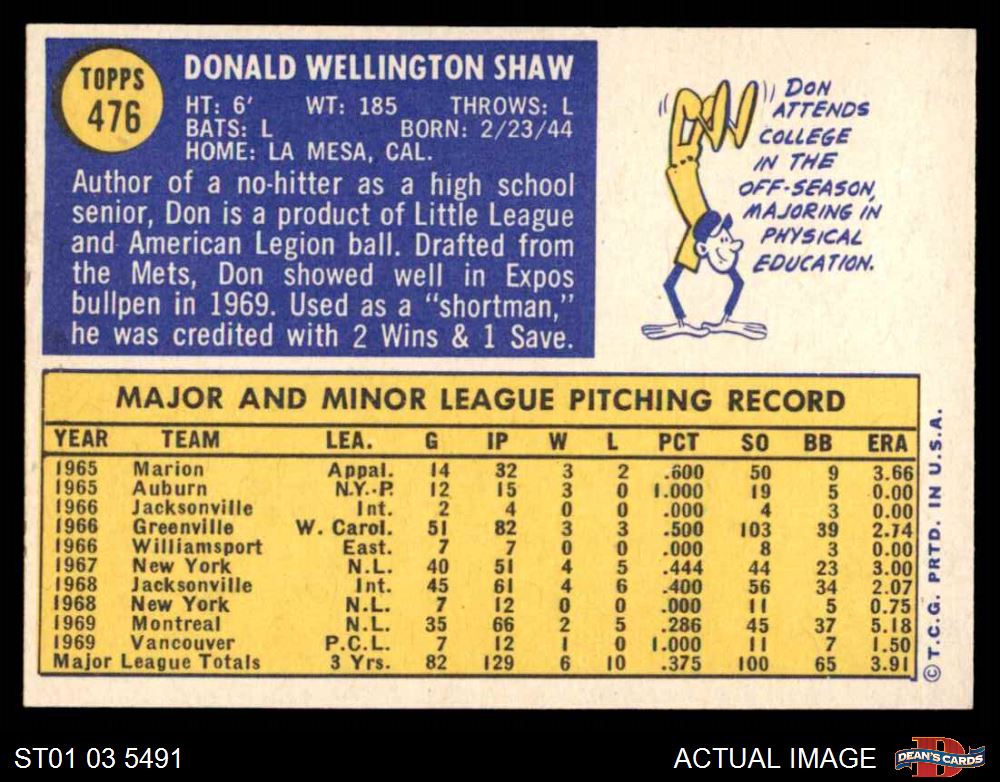 TOPPS
476
DONALD WELLINGTON SHAW
HT: 6' WT: 185 THROWS: L
BATS: L BORN: 2/23/44
HOME: LA MESA, CAL.
Author of a no-hitter as a high school
senior, Don is a product of Little League
and American Legion ball. Drafted from
the Mets, Don showed well in Expos
bullpen in 1969. Used as a "shortman,"
he was credited with 2 Wins & 1 Save.
DON
ATTENDS
COLLEGE
IN THE
OFF-SEASON,
MAJORING IN
PHYSICAL
EDUCATION.
MAJOR AND MINOR LEAGUE PITCHING RECORD
YEAR TEAM LEA. G IP W L PCT SO BB ERA
1965 Marion Appal. 14 32 3 2 .600 50 9 3.66
1965 Auburn N.Y.-P. 12 15 3 0 1.000 19 5 0.00
1966 Jacksonville Int. 2 4 0 0 .000 4 3 0.00
1966 Greenville W. Carol. 51 82 3 3 .500 103 39 2.74
1966 Williamsport East. 7 7 0 0 .000 8 3 0.00
1967 New York N.L. 40 51 4 5 .444 44 23 3.00
1968 Jacksonville Int. 45 61 4 6 .400 56 34 2.07
1968 New York N.L. 7 12 0 0 .000 11 5 0.75
1969 Montreal N.L. 35 66 2 5 .286 45 37 5.18
1969 Vancouver P.C.L. 7 12 1 0 1.000 11 7 1.50
Major League Totals 3 Yrs. 82 129 6 10 .375 100 65 3.91
© T.C.G. PRTD. IN U.S.A.
ST01 03 5491
ACTUAL IMAGE
D
DEAN'S CARDS